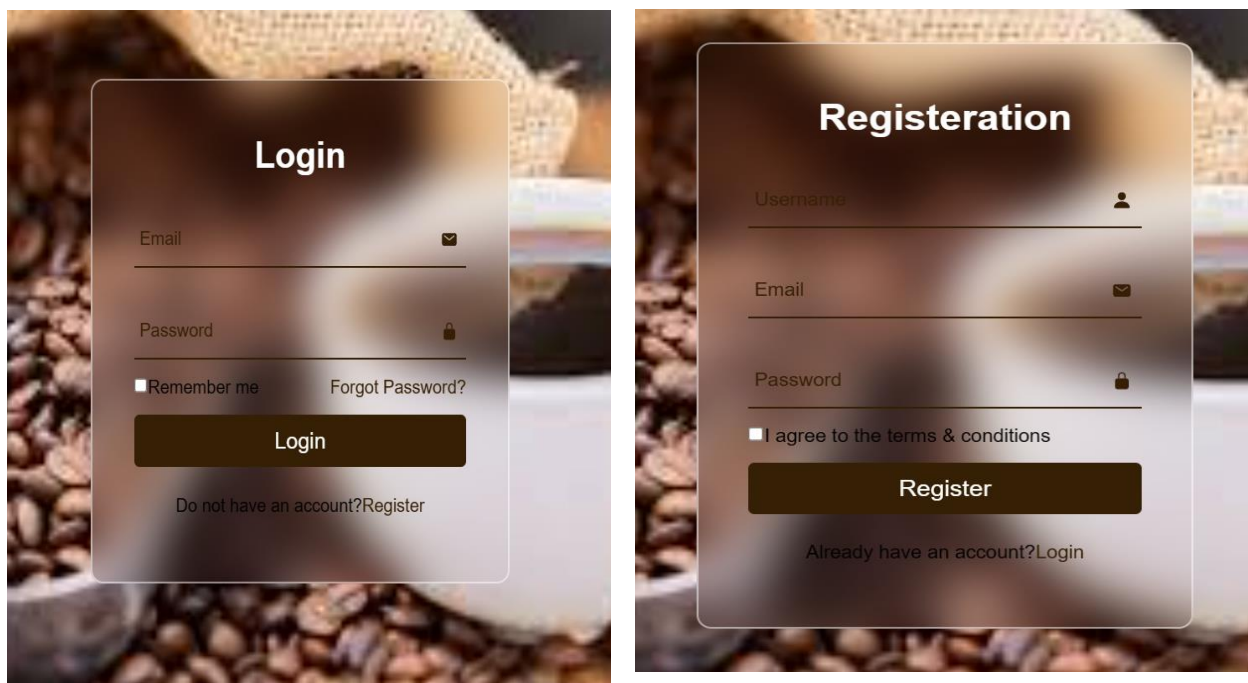 Login
Email
Password
Remember me
Forgot Password?
Login
Do not have an account?Register
Registeration
Username
Email
Password
I agree to the terms & conditions
Register
Already have an account?Login